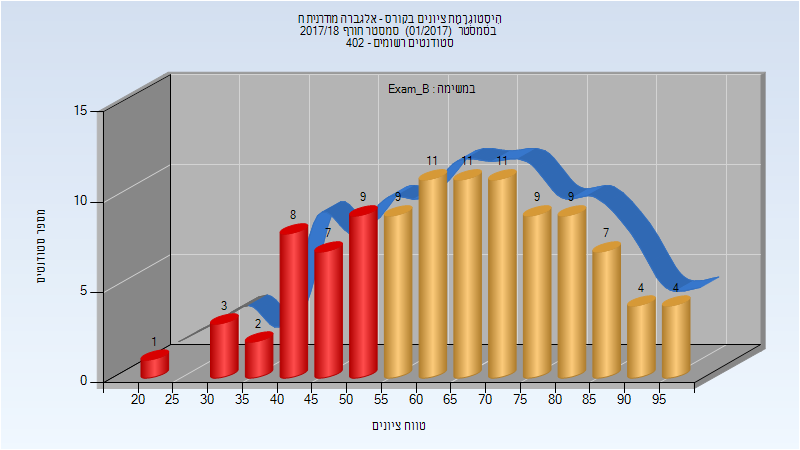 היסטוגרמת ציונים בקורס - אלגברה מודרנית ח
בסמסטר (01/2017) סמסטר חורף 2017/18
סטודנטים רשומים - 402
במשימה : Exam_B
מספר סטודנטים
15
10
5
0
1
3
2
8
7
9
9
11
11
11
9
9
7
4
4
20 25 30 35 40 45 50 55 60 65 70 75 80 85 90 95
טווח ציונים